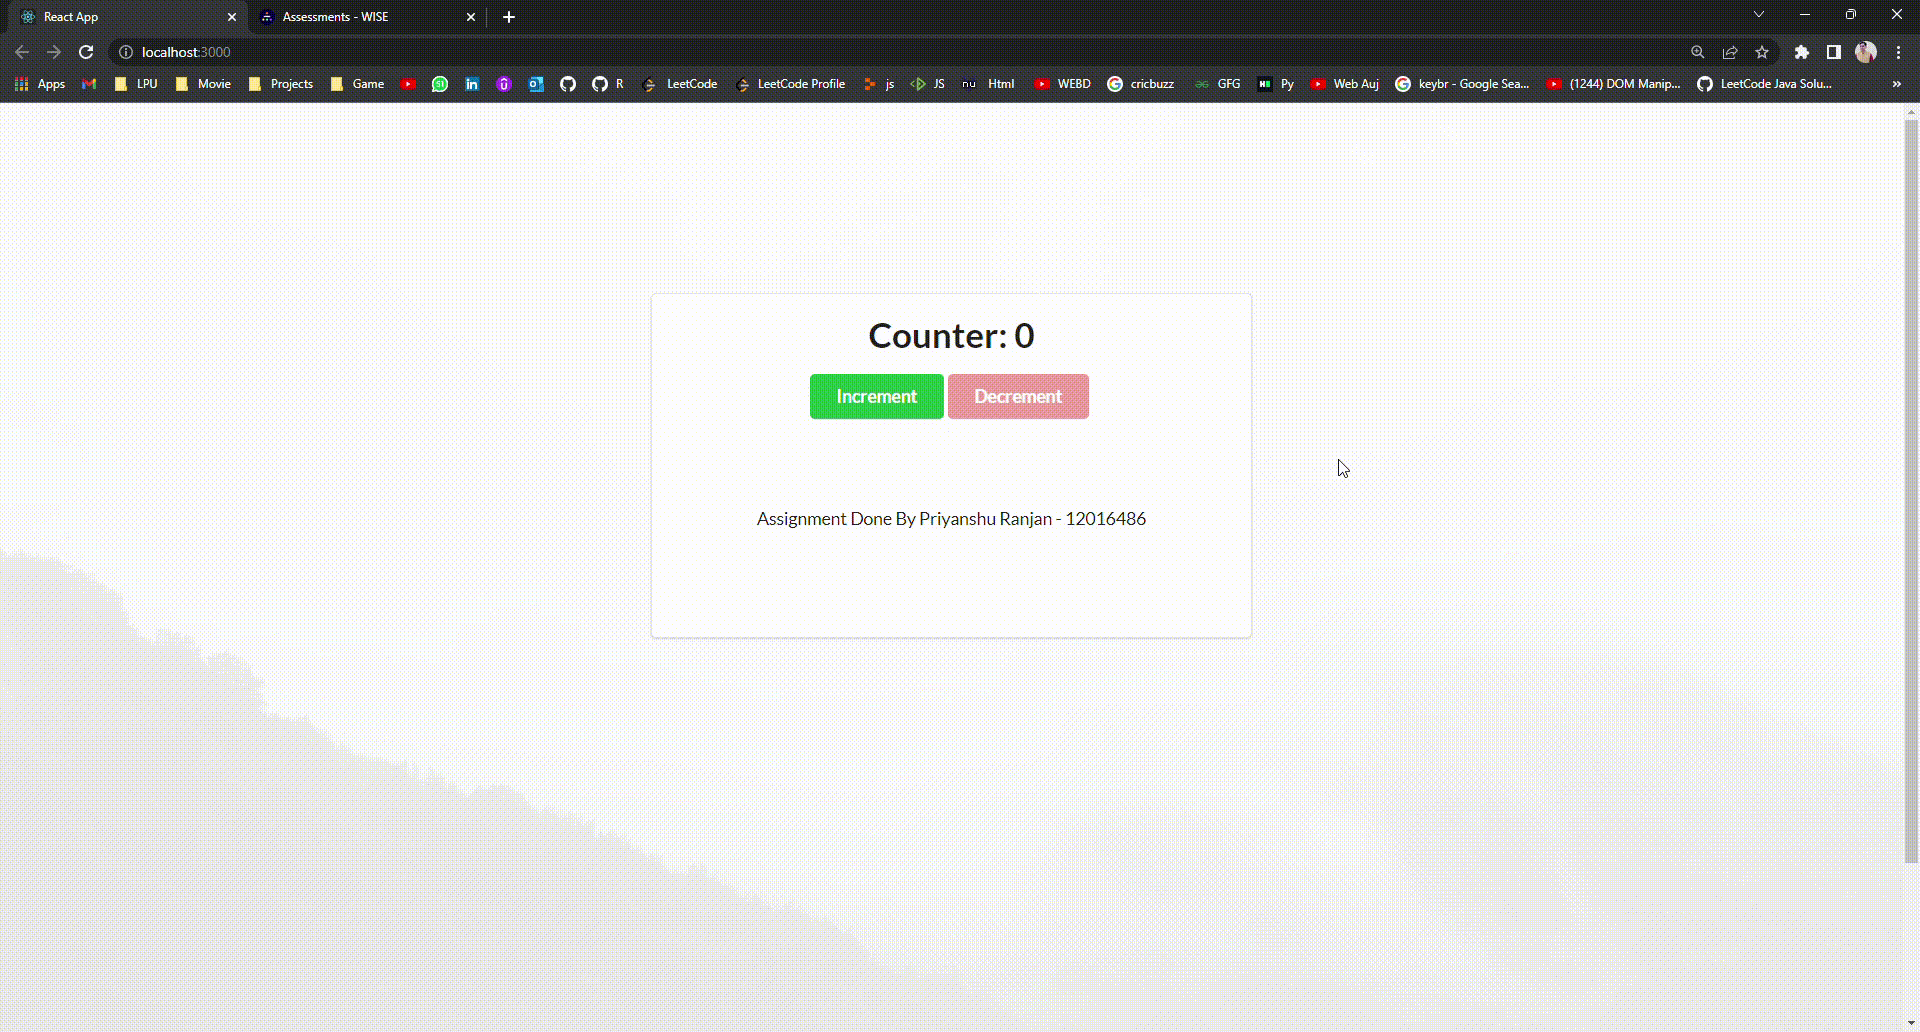 React App
Assessments - WISE
localhost:3000
Apps
LPU
Movie
Projects
Game
R
LeetCode
LeetCode Profile
js
JS
Html
WEBD
cricbuzz
GFG
Py
Web Auj
keybr - Google Sea...
(1244) DOM Manip...
LeetCode Java Solu...
Counter: 0
Increment
Decrement
Assignment Done By Priyanshu Ranjan - 12016486